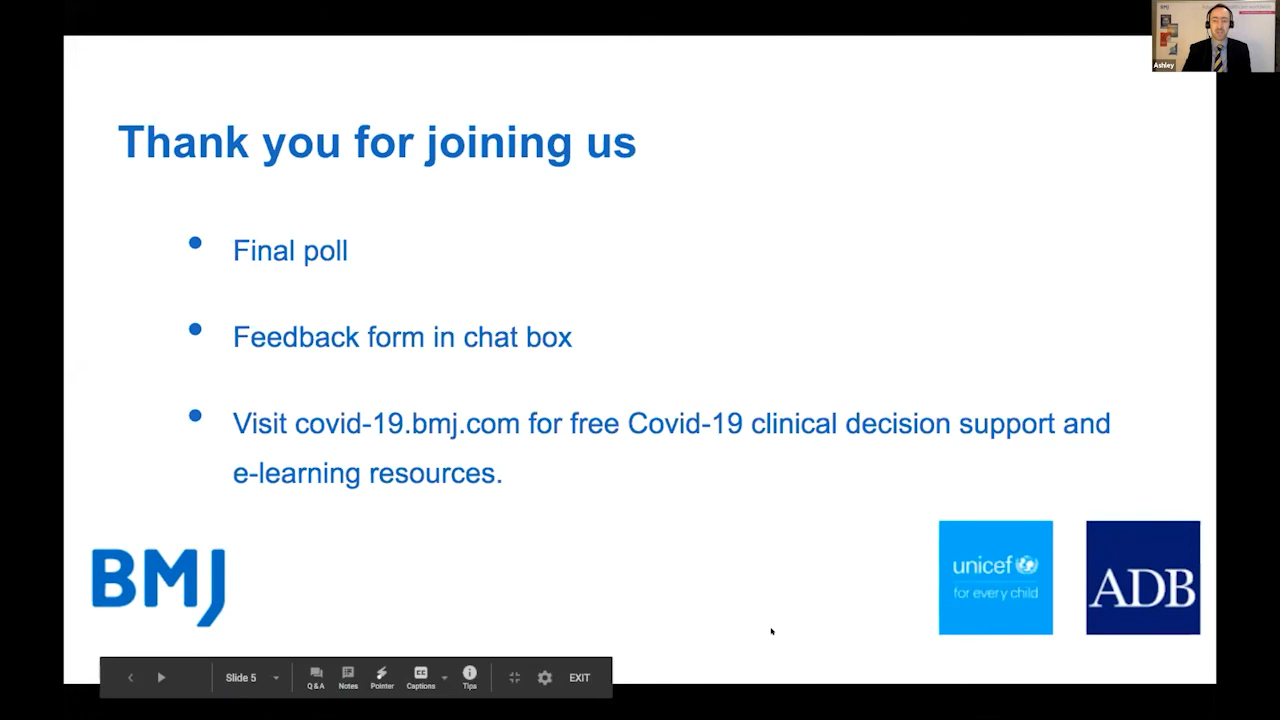 Ashley
Thank you for joining us
• Final poll
• Feedback form in chat box
• Visit covid-19.bmj.com for free Covid-19 clinical decision support and
e-learning resources.
BMJ
unicef
for every child
ADB
Slide 5
Q&A
Notes
Pointer
Captions
Tips
EXIT